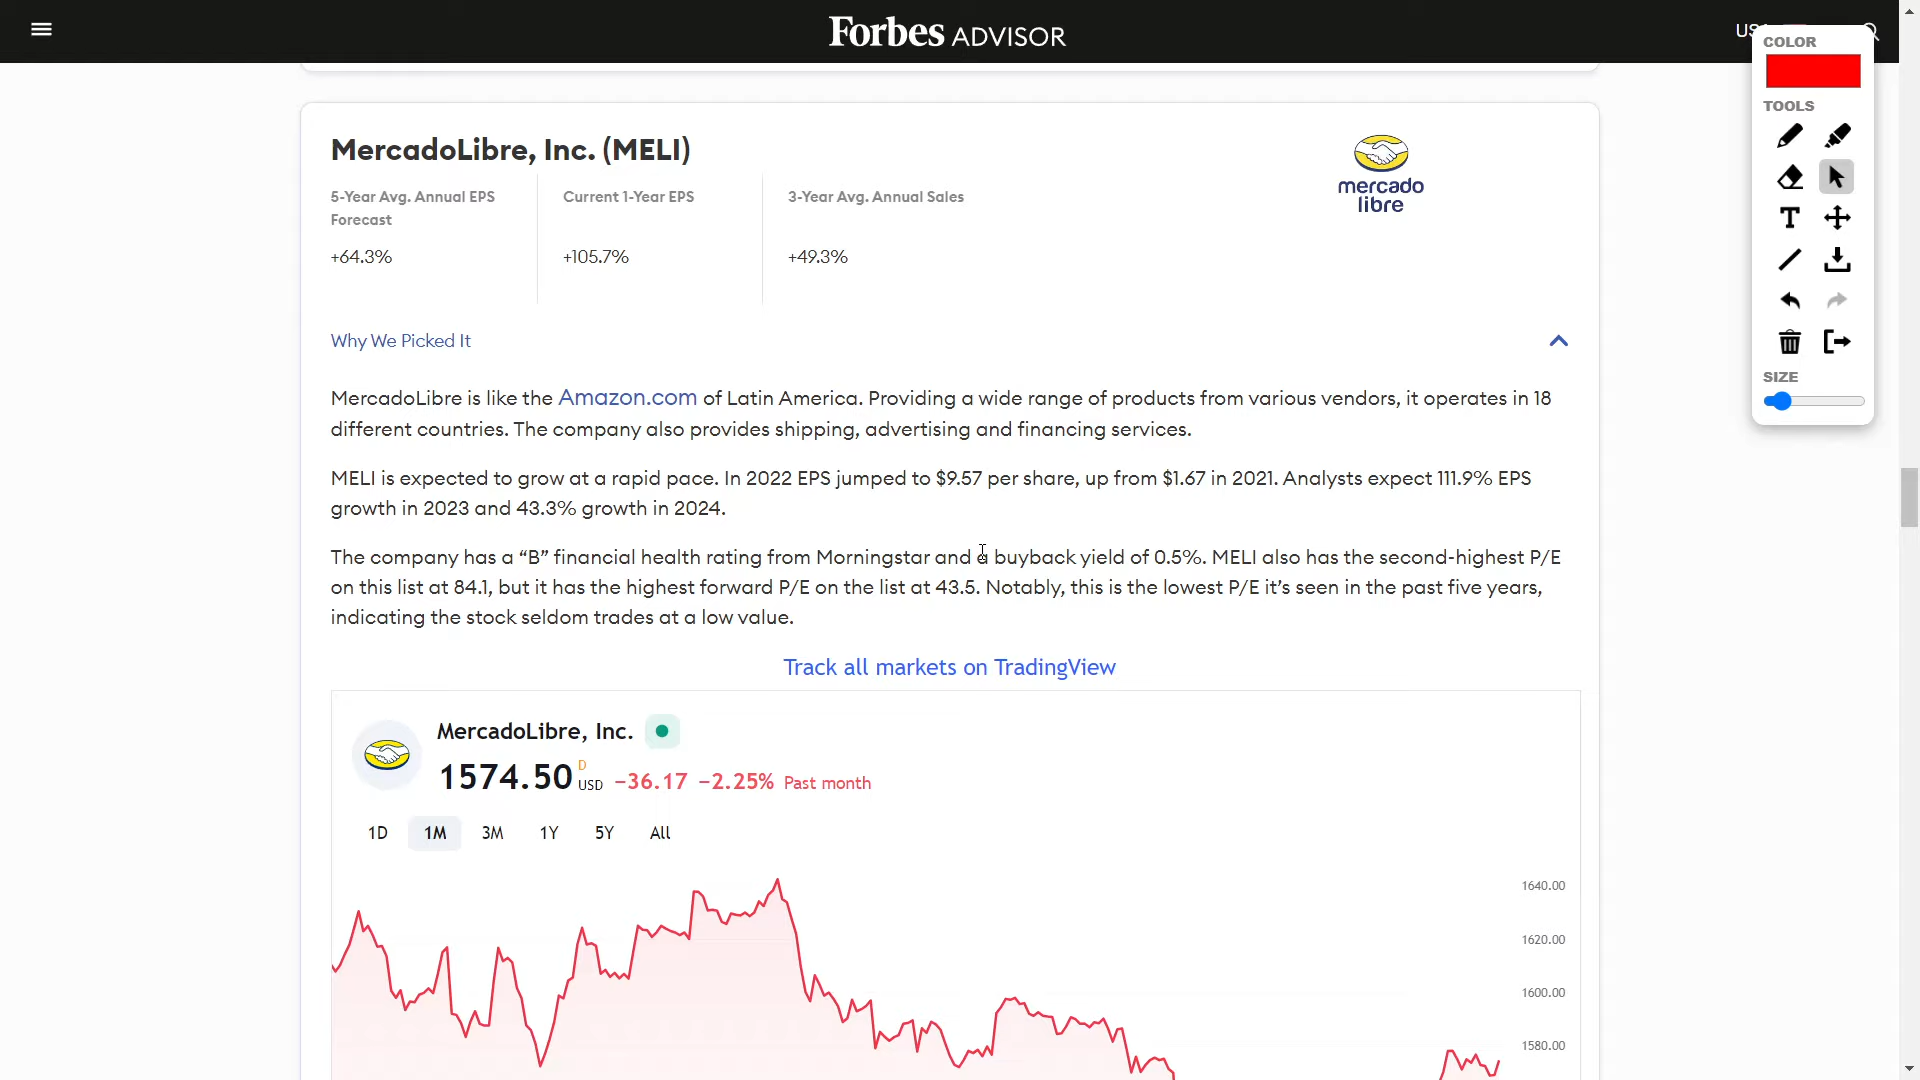 Forbes ADVISOR
COLOR
TOOLS
SIZE
MercadoLibre, Inc. (MELI)
mercado
libre
5-Year Avg. Annual EPS
Forecast
+64.3%
Current 1-Year EPS
+105.7%
3-Year Avg. Annual Sales
+49.3%
Why We Picked It
MercadoLibre is like the Amazon.com of Latin America. Providing a wide range of products from various vendors, it operates in 18
different countries. The company also provides shipping, advertising and financing services.
MELI is expected to grow at a rapid pace. In 2022 EPS jumped to $9.57 per share, up from $1.67 in 2021. Analysts expect 111.9% EPS
growth in 2023 and 43.3% growth in 2024.
The company has a “B” financial health rating from Morningstar and a buyback yield of 0.5%. MELI also has the second-highest P/E
on this list at 84.1, but it has the highest forward P/E on the list at 43.5. Notably, this is the lowest P/E it’s seen in the past five years,
indicating the stock seldom trades at a low value.
Track all markets on TradingView
MercadoLibre, Inc.
1574.50 D USD −36.17 −2.25% Past month
1D 1M 3M 1Y 5Y All
1640.00
1620.00
1600.00
1580.00